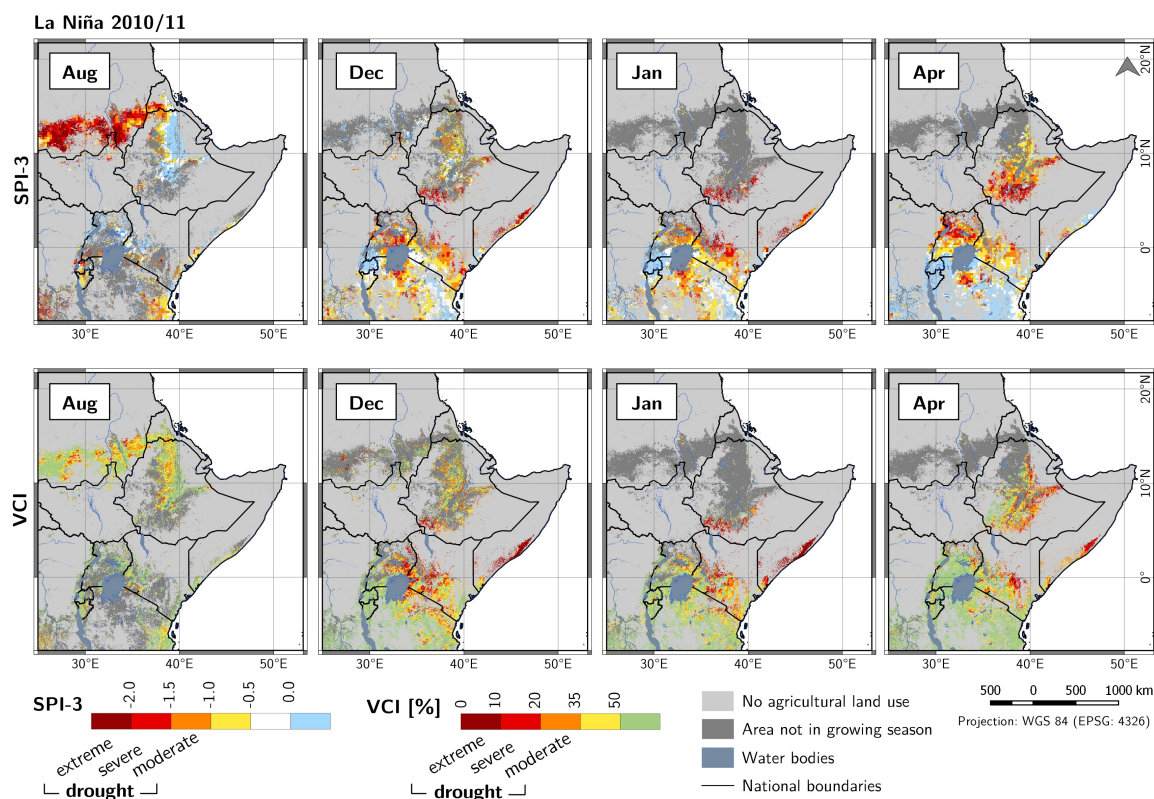 La Niña 2010/11
SPI-3
Aug
Dec
Jan
Apr
20°N
10°N
0°
30°E 40°E 30°E 40°E 50°E 30°E 40°E 50°E 30°E 40°E 50°E
VCI
Aug
Dec
Jan
Apr
20°N
10°N
0°
30°E 40°E 30°E 40°E 50°E 30°E 40°E 50°E 30°E 40°E 50°E
SPI-3
-2.0 -1.5 -1.0 -0.5 0.0
extreme severe moderate
drought
VCI [%]
0 10 20 35 50
extreme severe moderate
drought
No agricultural land use
Area not in growing season
Water bodies
National boundaries
500 0 500 1000 km
Projection: WGS 84 (EPSG: 4326)